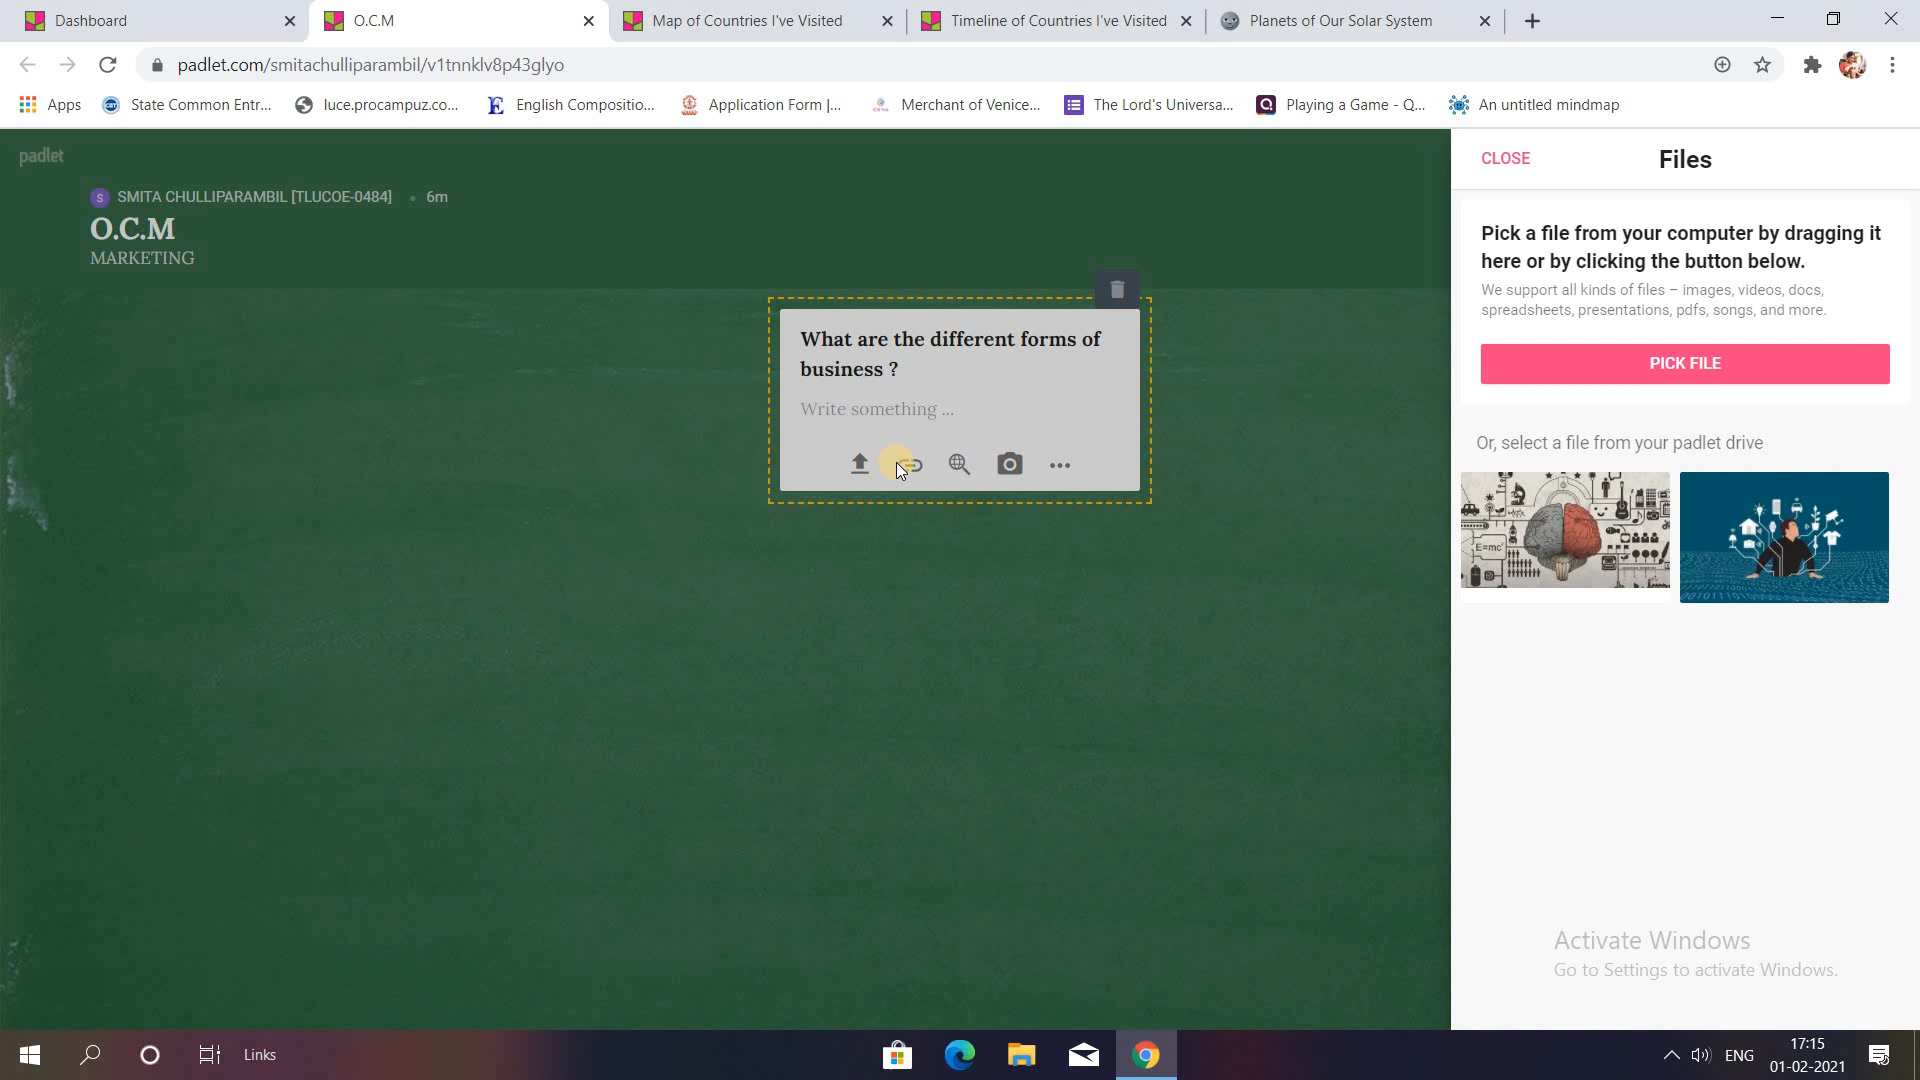 Dashboard
O.C.M
Map of Countries I've Visited
Timeline of Countries I've Visited
Planets of Our Solar System
padlet.com/smitachulliparambil/v1tnnklv8p43glyo
Apps
State Common Entr...
luce.procampuz.co...
English Compositio...
Application Form |...
Merchant of Venice...
The Lord's Universa...
Playing a Game - Q...
An untitled mindmap
padlet
S
SMITA CHULLIPARAMBIL [TLUCOE-0484] • 6m
O.C.M
MARKETING
What are the different forms of
business ?
Write something ...
CLOSE
Files
Pick a file from your computer by dragging it
here or by clicking the button below.
We support all kinds of files – images, videos, docs,
spreadsheets, presentations, pdfs, songs, and more.
PICK FILE
Or, select a file from your padlet drive
E=mc²
Activate Windows
Go to Settings to activate Windows.
Links
ENG
17:15
01-02-2021